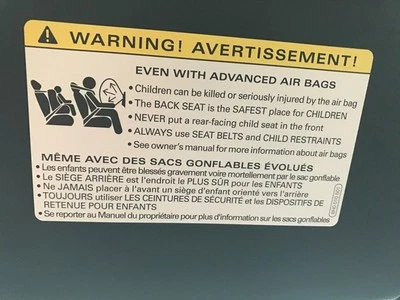 WARNING! AVERTISSEMENT!
EVEN WITH ADVANCED AIR BAGS
• Children can be killed or seriously injured by the air bag
• The BACK SEAT is the SAFEST place for CHILDREN
• NEVER put a rear-facing child seat in the front
• ALWAYS use SEAT BELTS and CHILD RESTRAINTS
• See owner's manual for more information about air bags
MÊME AVEC DES SACS GONFLABLES ÉVOLUÉS
• Les enfants peuvent être blessés gravement voire mortellement par le sac gonflable
• Le SIÈGE ARRIÈRE est l'endroit le PLUS SÛR pour les ENFANTS
• Ne JAMAIS placer à l'avant un siège d'enfant orienté vers l'arrière
• TOUJOURS utiliser LES CEINTURES DE SÉCURITÉ et les DISPOSITIFS DE
RETENUE POUR ENFANTS
• Se reporter au Manuel du propriétaire pour plus d'information sur les sacs gonflables